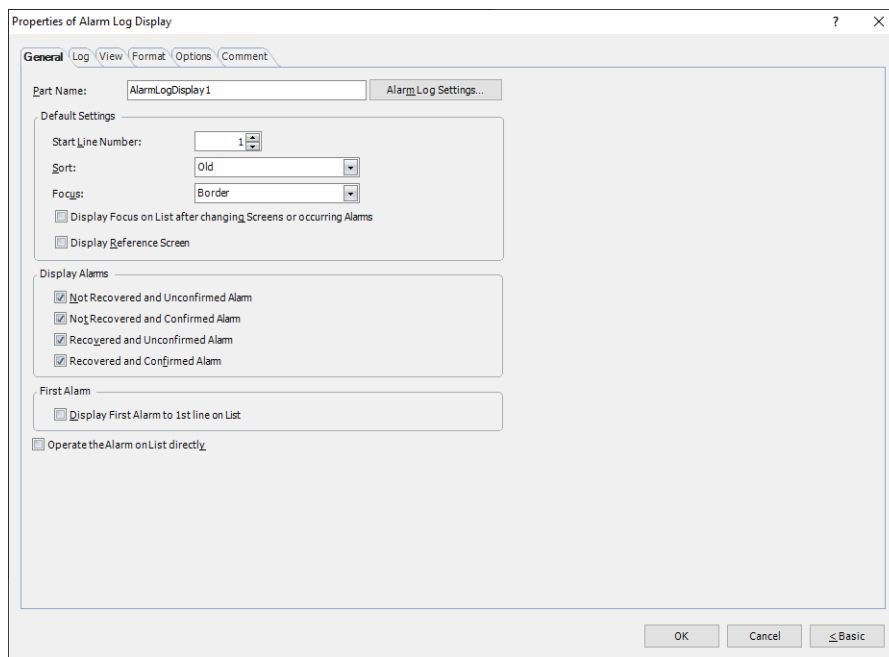 Properties of Alarm Log Display ?
General Log View Format Options Comment
Part Name: AlarmLogDisplay1 Alarm Log Settings...
Default Settings
Start Line Number: 1
Sort: Old
Focus: Border
Display Focus on List after changing Screens or occurring Alarms
Display Reference Screen
Display Alarms
Not Recovered and Unconfirmed Alarm
Not Recovered and Confirmed Alarm
Recovered and Unconfirmed Alarm
Recovered and Confirmed Alarm
First Alarm
Display First Alarm to 1st line on List
Operate the Alarm on List directly
OK Cancel < Basic